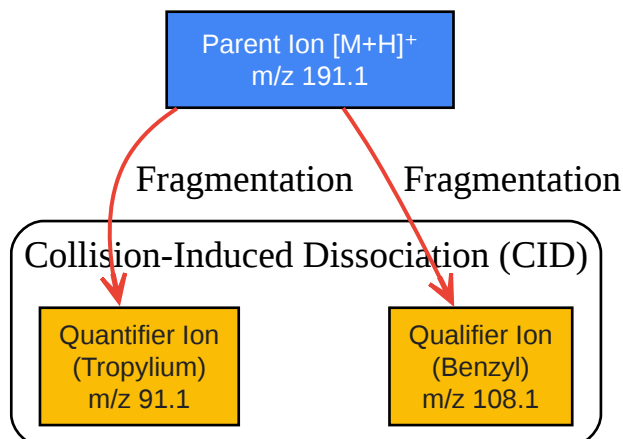 Parent Ion [M+H]⁺
m/z 191.1
Fragmentation
Fragmentation
Collision-Induced Dissociation (CID)
Quantifier Ion
(Tropylium)
m/z 91.1
Qualifier Ion
(Benzyl)
m/z 108.1